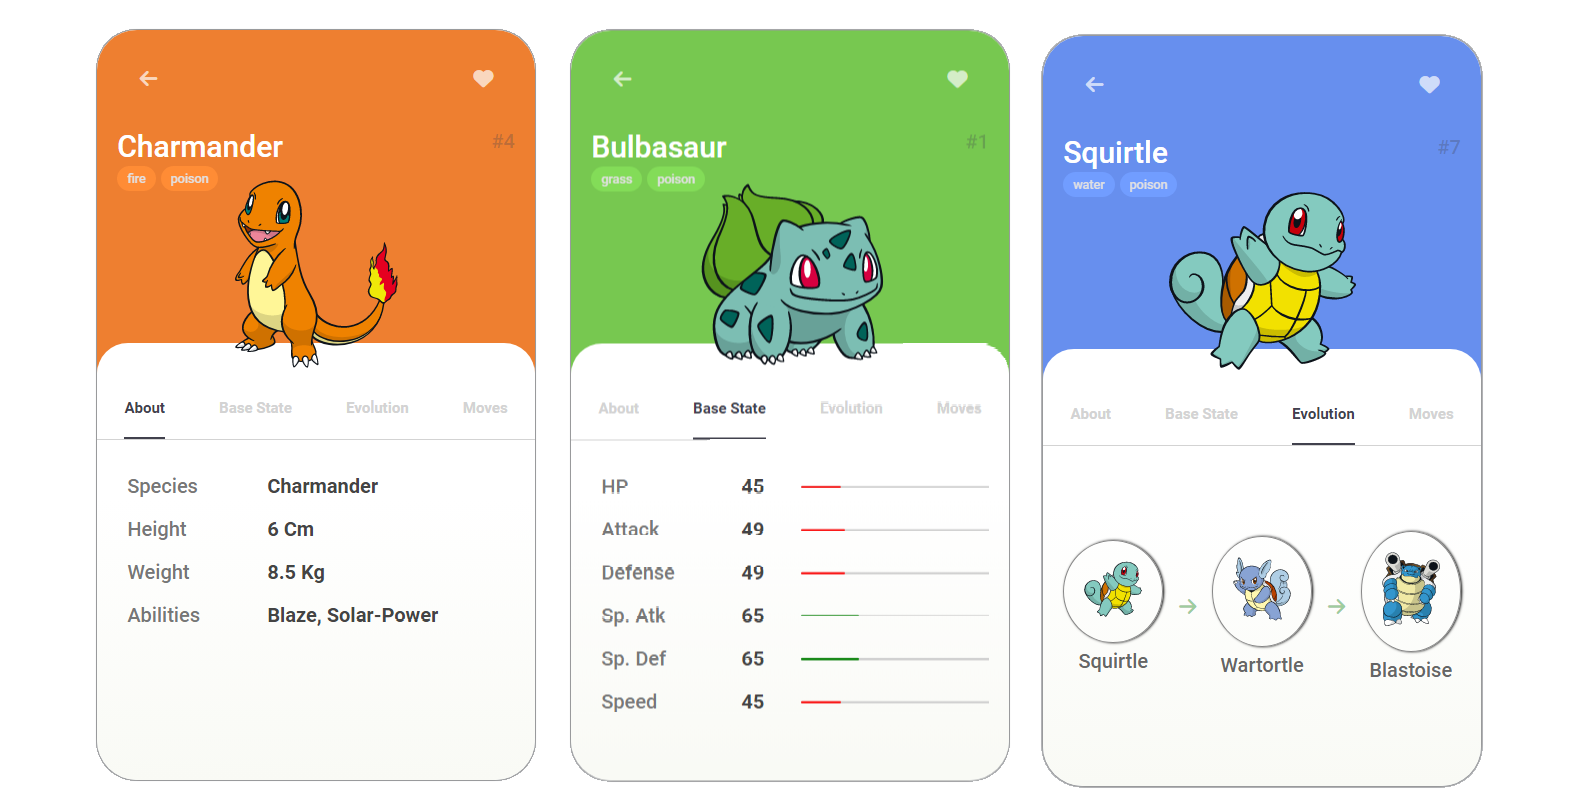 Charmander
#4
fire poison
About Base State Evolution Moves
Species Charmander
Height 6 Cm
Weight 8.5 Kg
Abilities Blaze, Solar-Power
Bulbasaur
#1
grass poison
About Base State Evolution Moves
HP 45
Attack 49
Defense 49
Sp. Atk 65
Sp. Def 65
Speed 45
Squirtle
#7
water poison
About Base State Evolution Moves
Squirtle
Wartortle
Blastoise